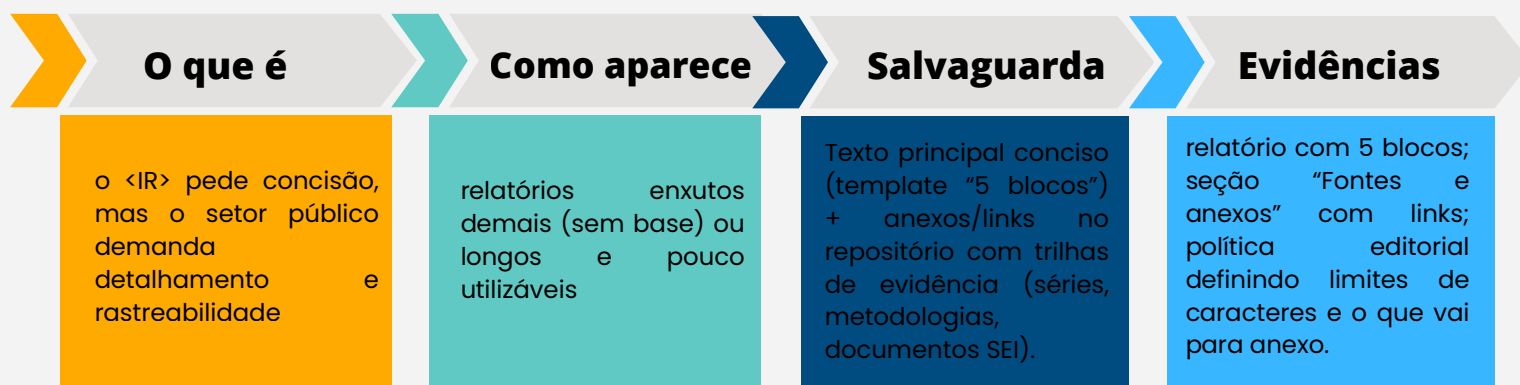 O que é
Como aparece
Salvaguarda
Evidências
o <IR> pede concisão,
mas o setor público
demanda
detalhamento e
rastreabilidade
relatórios enxutos
demais (sem base) ou
longos e pouco
utilizáveis
Texto principal conciso
(template “5 blocos”)
+ anexos/links no
repositório com trilhas
de evidência (séries,
metodologias,
documentos SEI).
relatório com 5 blocos;
seção “Fontes e
anexos” com links;
política editorial
definindo limites de
caracteres e o que vai
para anexo.